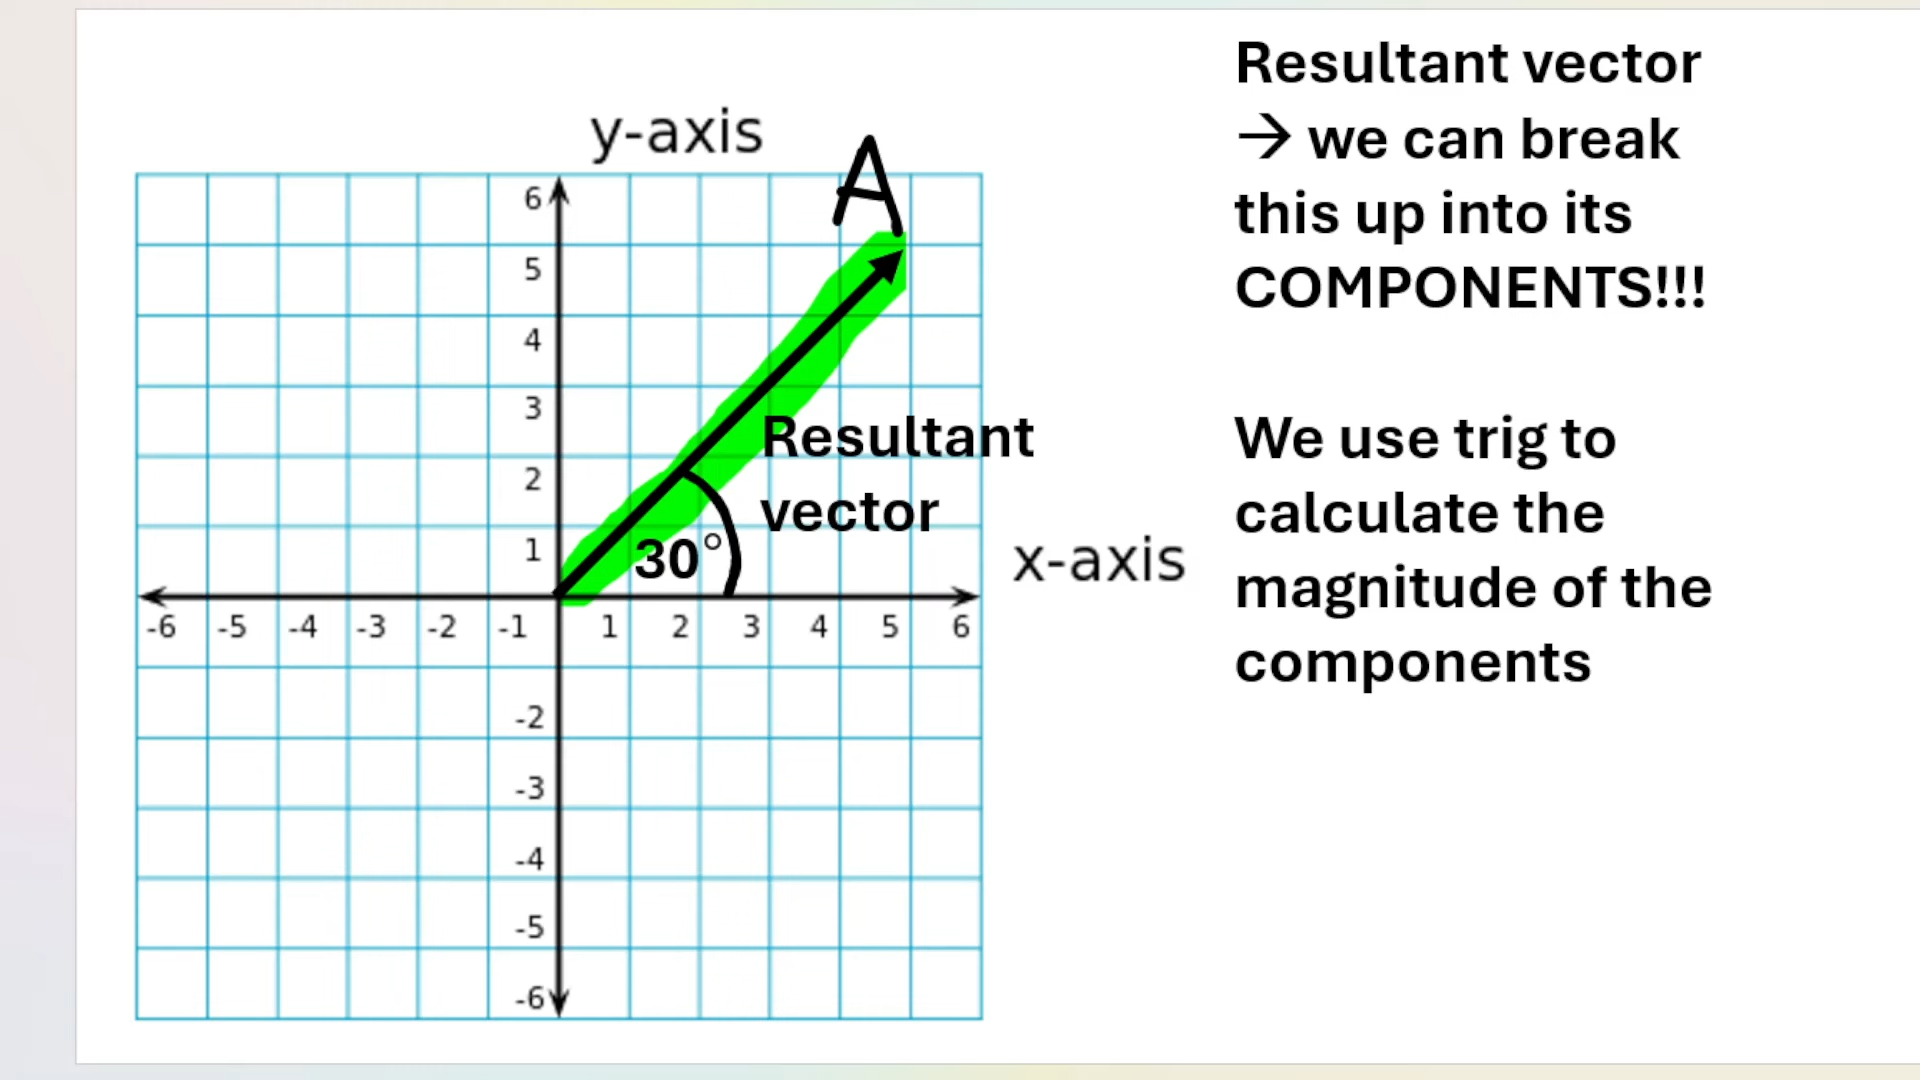 y-axis
A
6
5
4
3
2
1
Resultant
vector
30°
x-axis
-6 -5 -4 -3 -2 -1 1 2 3 4 5 6
-2
-3
-4
-5
-6
Resultant vector
→ we can break
this up into its
COMPONENTS!!!
We use trig to
calculate the
magnitude of the
components